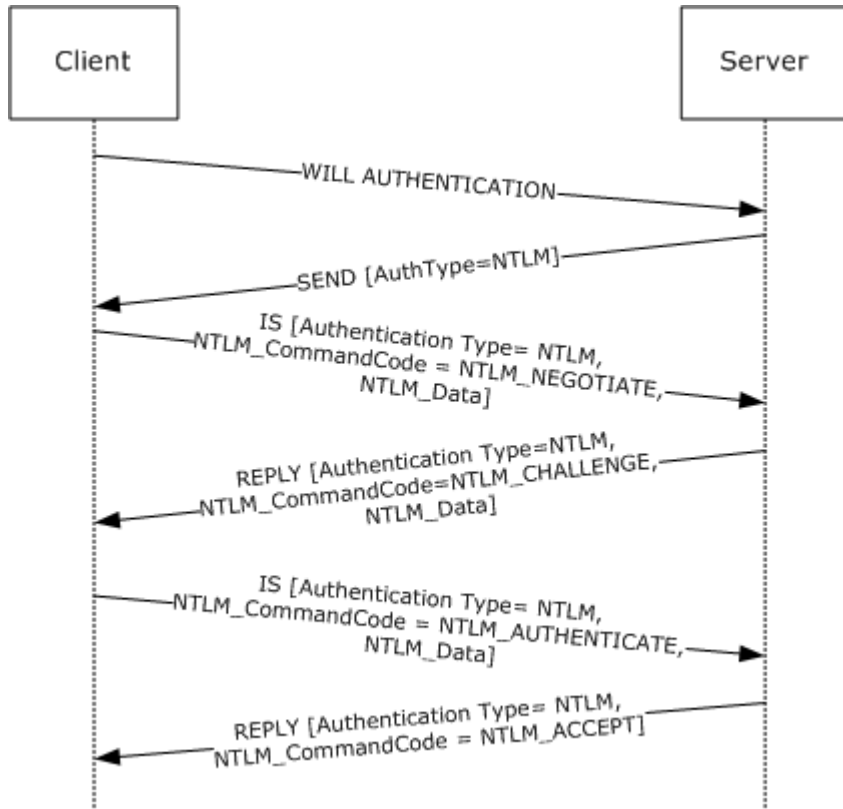 Client
Server
WILL AUTHENTICATION
SEND [AuthType=NTLM]
IS [Authentication Type= NTLM,
NTLM_CommandCode = NTLM_NEGOTIATE,
NTLM_Data]
REPLY [Authentication Type=NTLM,
NTLM_CommandCode=NTLM_CHALLENGE,
NTLM_Data]
IS [Authentication Type= NTLM,
NTLM_CommandCode = NTLM_AUTHENTICATE,
NTLM_Data]
REPLY [Authentication Type= NTLM,
NTLM_CommandCode = NTLM_ACCEPT]